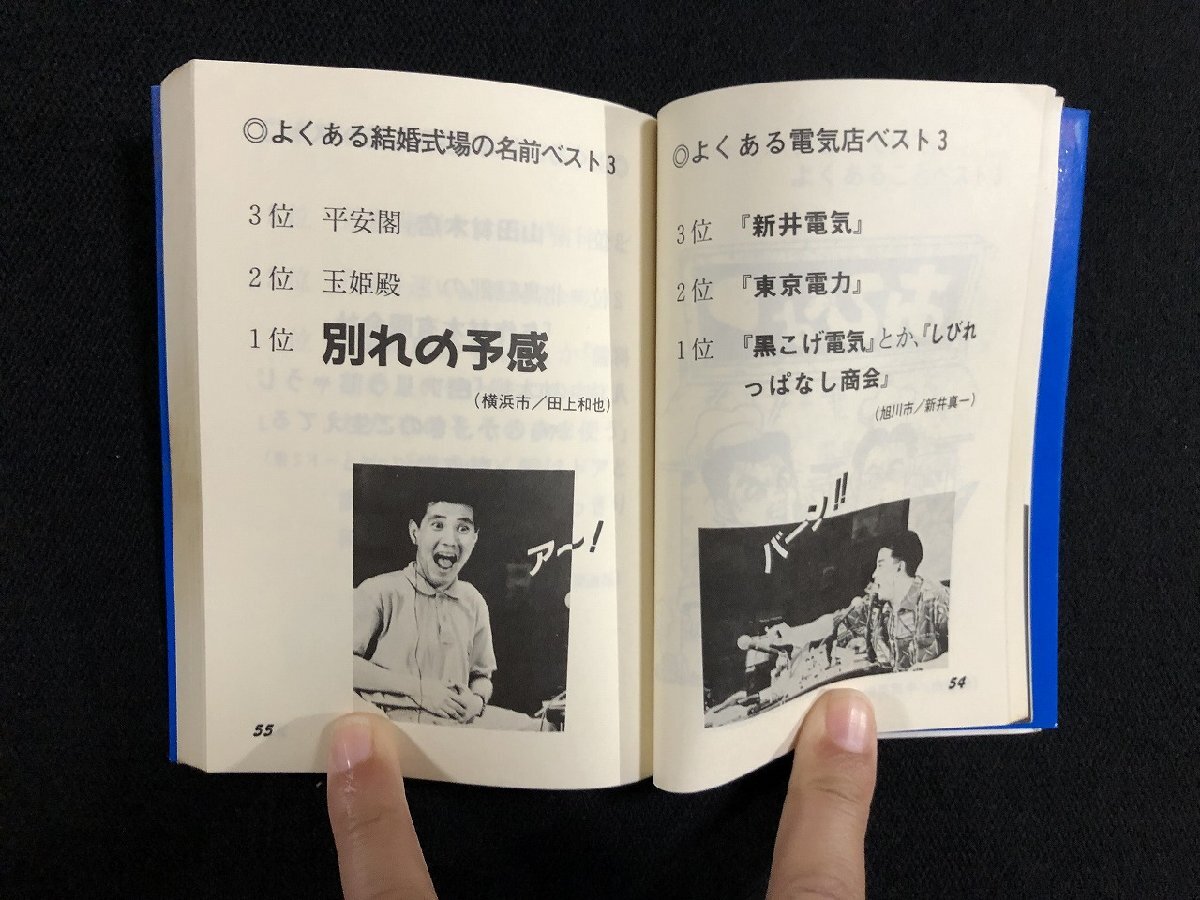 ◎よくある電気店ベスト3
3位 『新井電気』
2位 『東京電力』
1位 『黒こげ電気』とか、『しびれ
っぱなし商会』
(旭川市/新井真一)
バーン!!
54
◎よくある結婚式場の名前ベスト3
3位 平安閣
2位 玉姫殿
1位 別れの予感
(横浜市/田上和也)
ア〜!
55